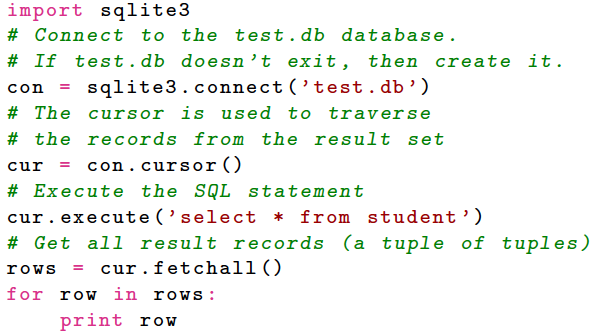 import sqlite3
# Connect to the test.db database.
# If test.db doesn't exit, then create it.
con = sqlite3.connect('test.db')
# The cursor is used to traverse
# the records from the result set
cur = con.cursor()
# Execute the SQL statement
cur.execute('select * from student')
# Get all result records (a tuple of tuples)
rows = cur.fetchall()
for row in rows:
    print row